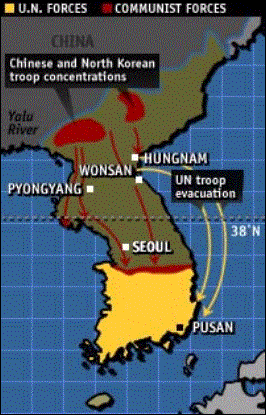 U.N. FORCES COMMUNIST FORCES
CHINA
Chinese and North Korean
troop concentrations
Yalu
River
HUNGNAM
WONSAN
UN troop
evacuation
PYONGYANG
38°N
SEOUL
PUSAN